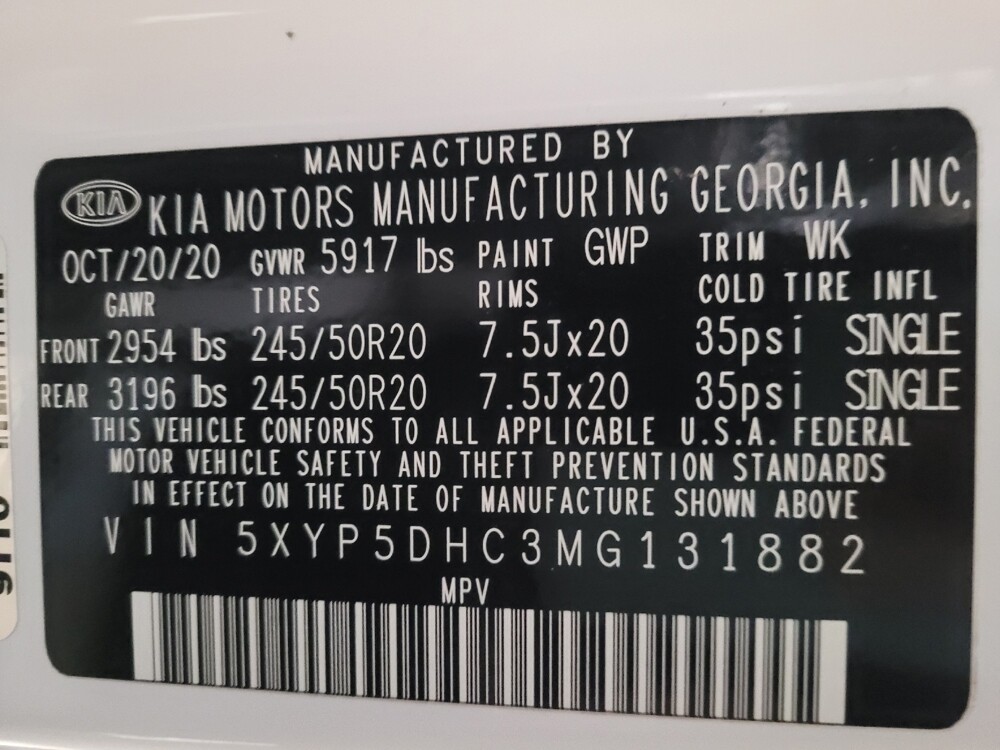 MANUFACTURED BY
KIA KIA MOTORS MANUFACTURING GEORGIA, INC.
OCT/20/20 GVWR 5917 lbs PAINT GWP TRIM WK
GAWR TIRES RIMS COLD TIRE INFL
FRONT 2954 lbs 245/50R20 7.5Jx20 35psi SINGLE
REAR 3196 lbs 245/50R20 7.5Jx20 35psi SINGLE
THIS VEHICLE CONFORMS TO ALL APPLICABLE U.S.A. FEDERAL
MOTOR VEHICLE SAFETY AND THEFT PREVENTION STANDARDS
IN EFFECT ON THE DATE OF MANUFACTURE SHOWN ABOVE
VIN 5XYP5DHC3MG131882
MPV